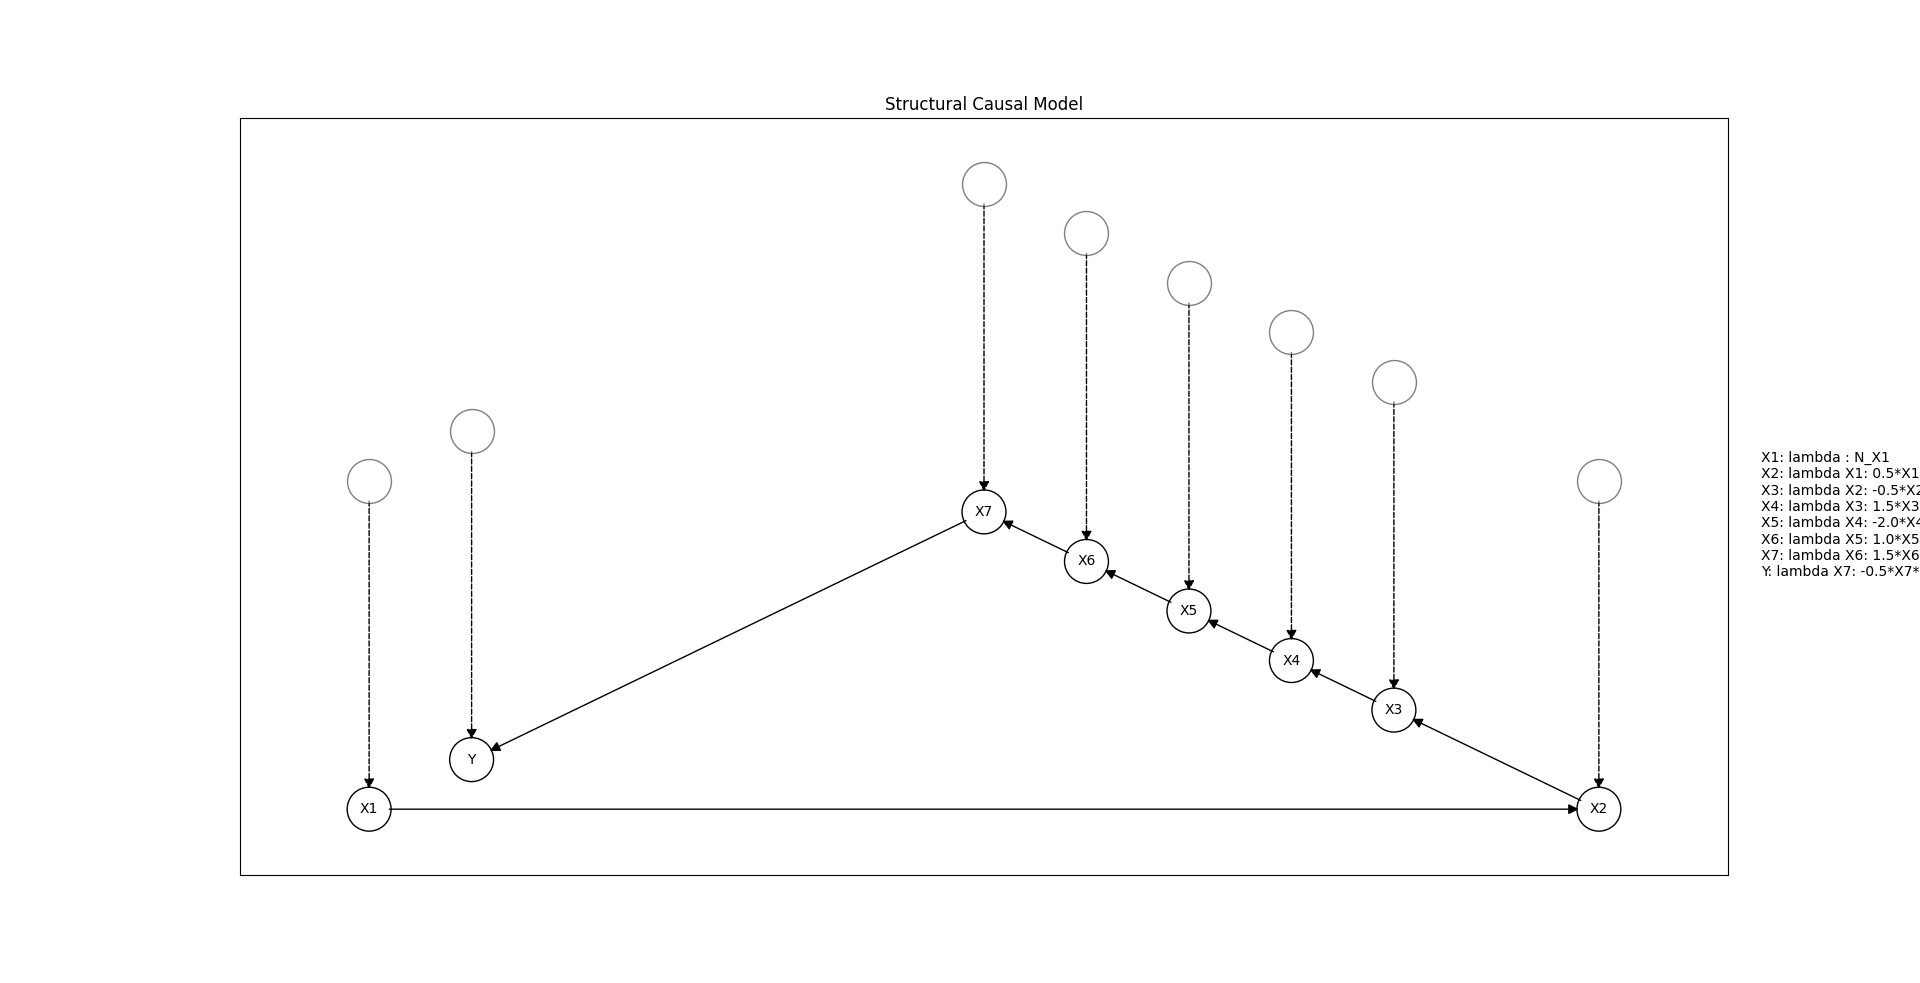 Structural Causal Model
X7
X6
X5
X4
X3
Y
X1
X2
X1: lambda : N_X1
X2: lambda X1: 0.5*X1
X3: lambda X2: -0.5*X2
X4: lambda X3: 1.5*X3
X5: lambda X4: -2.0*X4
X6: lambda X5: 1.0*X5
X7: lambda X6: 1.5*X6
Y: lambda X7: -0.5*X7*